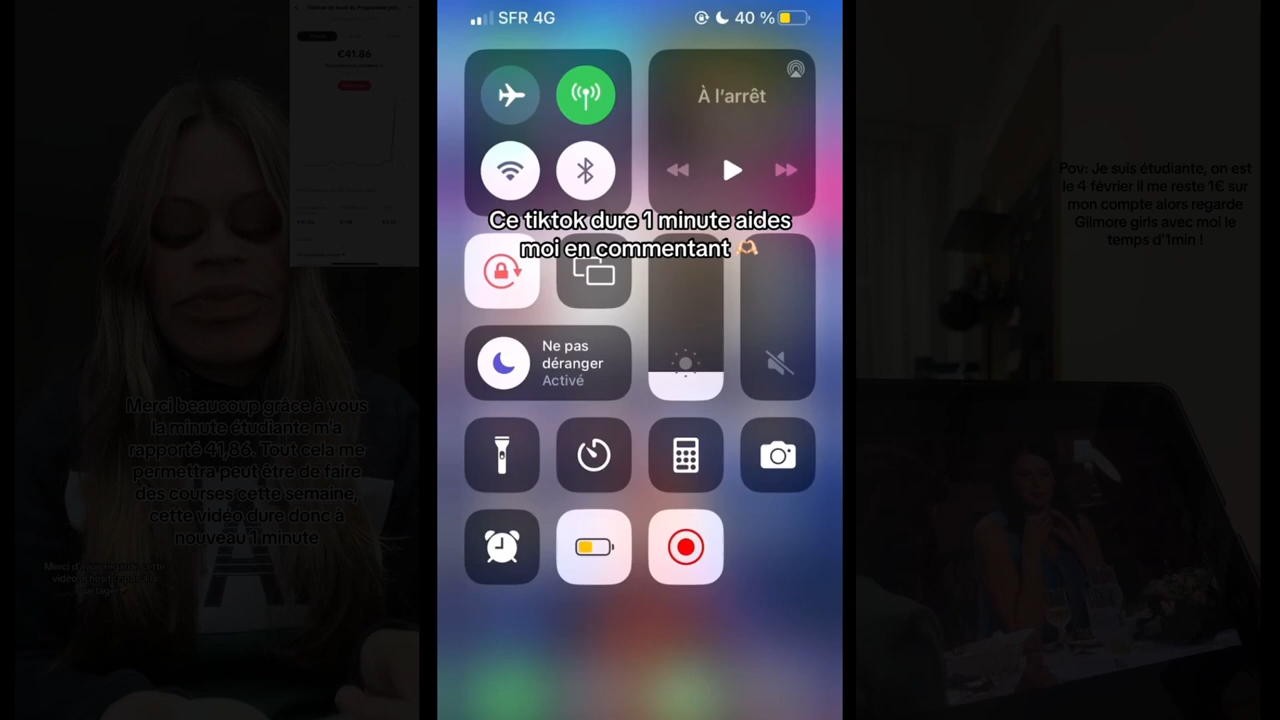 €41.86
Merci beaucoup grâce à vous
la minute étudiante m'a
rapporté 41,86. Tout cela me
permettra peut être de faire
des courses cette semaine,
cette vidéo dure donc à
nouveau 1 minute
SFR 4G
40 %
À l'arrêt
Ce tiktok dure 1 minute aides
moi en commentant 🫶🏻
Ne pas
déranger
Activé
Pov: Je suis étudiante, on est
le 4 février il me reste 1€ sur
mon compte alors regarde
Gilmore girls avec moi le
temps d'1min !